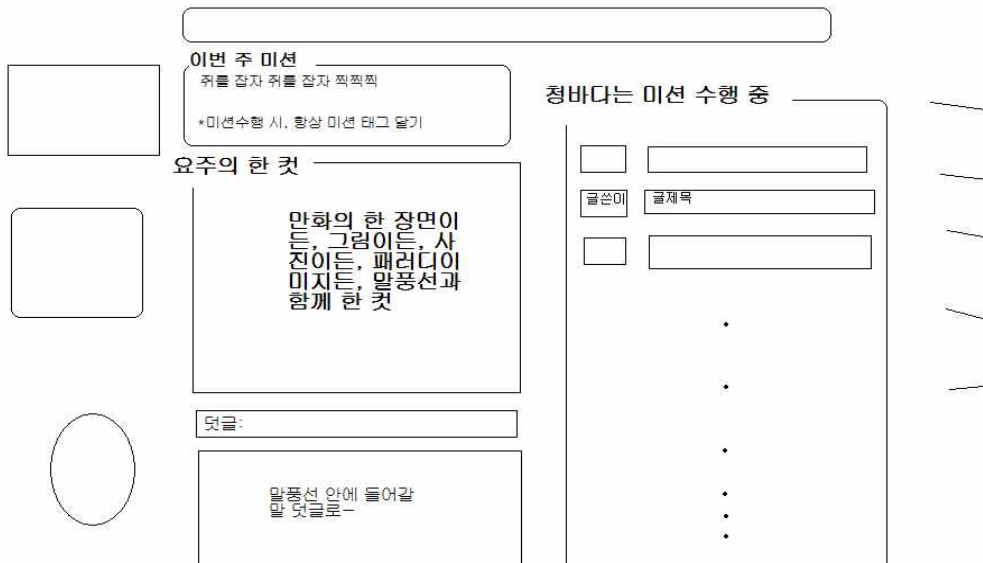 이번 주 미션
쥐를 잡자 쥐를 잡자 찍찍찍
*미션수행 시, 항상 미션 태그 달기
요주의 한 컷
만화의 한 장면이
든, 그림이든, 사
진이든, 패러디이
미지든, 말풍선과
함께 한 컷
덧글:
말풍선 안에 들어갈
말 덧글로-
청바다는 미션 수행 중
글쓴이
글제목